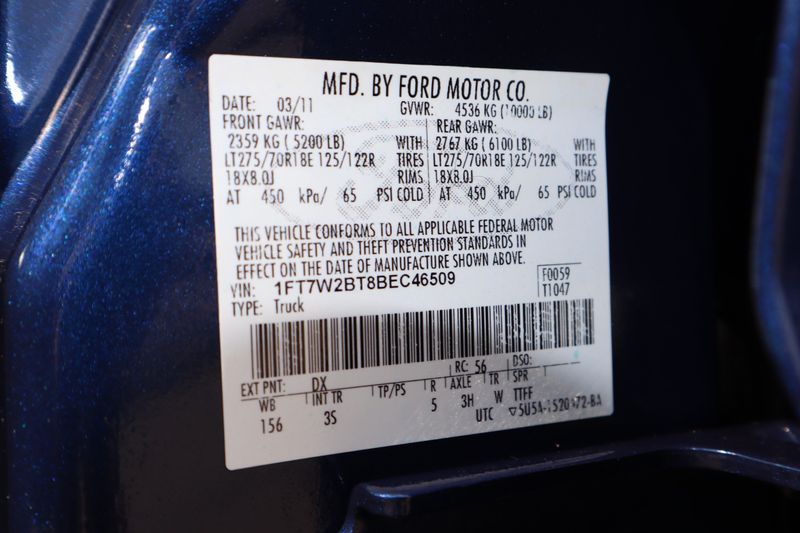 MFD. BY FORD MOTOR CO.
DATE: 03/11 GVWR: 4536 KG (10000 LB)
FRONT GAWR: REAR GAWR:
2359 KG ( 5200 LB) WITH 2767 KG ( 6100 LB) WITH
LT275/70R18E 125/122R TIRES LT275/70R18E 125/122R TIRES
18X8.0J RIMS 18X8.0J RIMS
AT 450 kPa/ 65 PSI COLD AT 450 kPa/ 65 PSI COLD
THIS VEHICLE CONFORMS TO ALL APPLICABLE FEDERAL MOTOR
VEHICLE SAFETY AND THEFT PREVENTION STANDARDS IN
EFFECT ON THE DATE OF MANUFACTURE SHOWN ABOVE.
VIN: 1FT7W2BT8BEC46509 F0059
TYPE: Truck T1047
EXT PNT: DX RC: 56 DSO:
WB INT TR TP/PS R AXLE TR SPR
156 3S 5 3H W TTFF
UTC ▽5U5A-1520472-BA